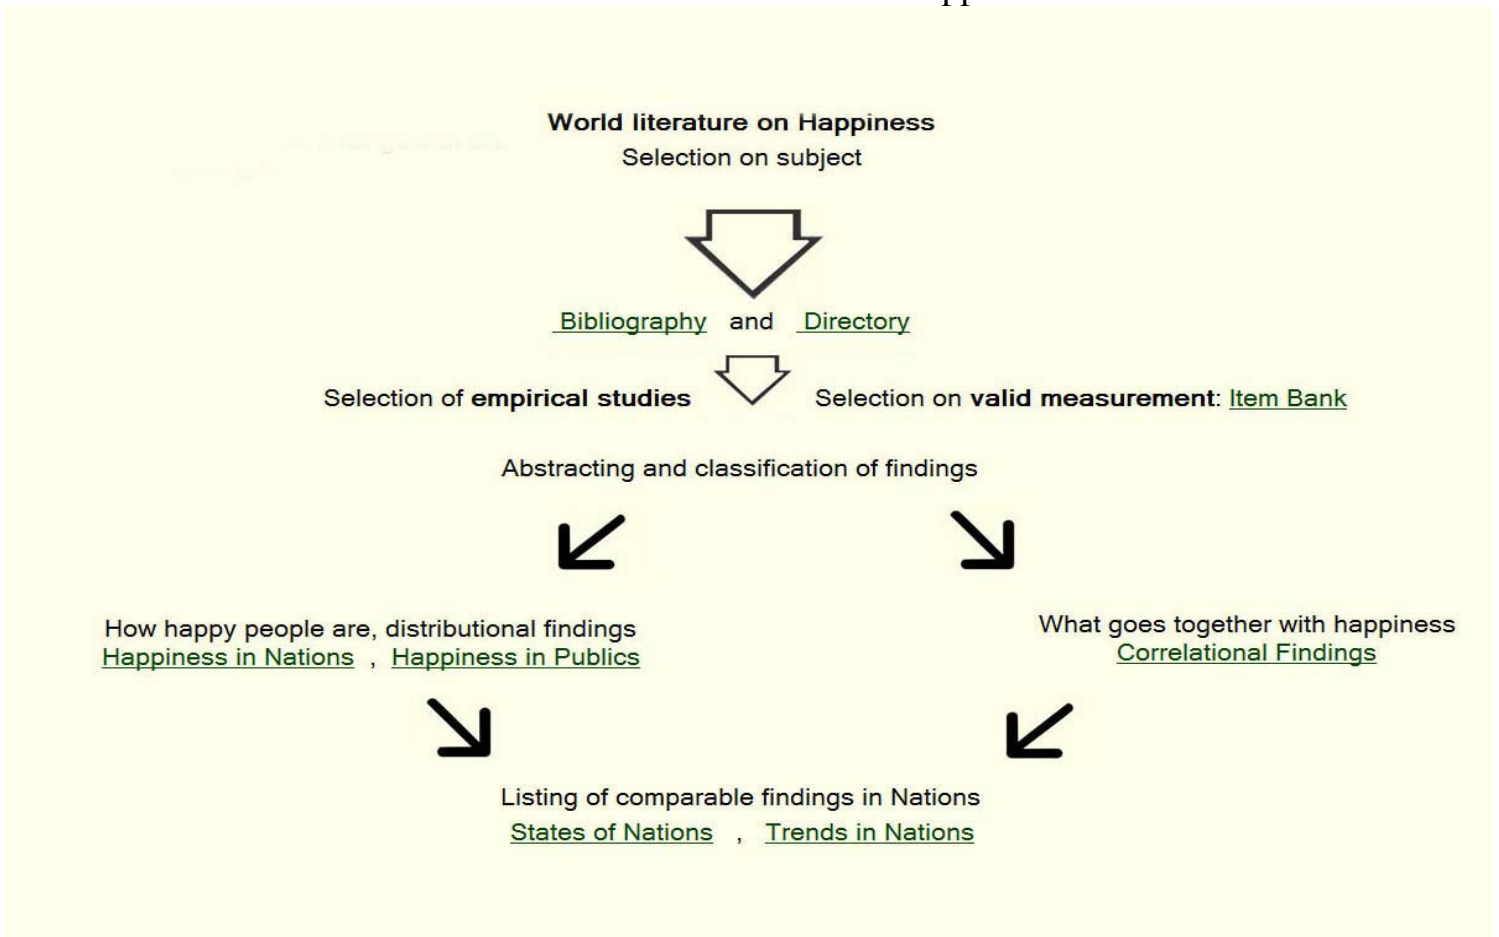 World literature on Happiness
Selection on subject
Bibliography and Directory
Selection of empirical studies Selection on valid measurement: Item Bank
Abstracting and classification of findings
How happy people are, distributional findings
Happiness in Nations , Happiness in Publics
What goes together with happiness
Correlational Findings
Listing of comparable findings in Nations
States of Nations , Trends in Nations